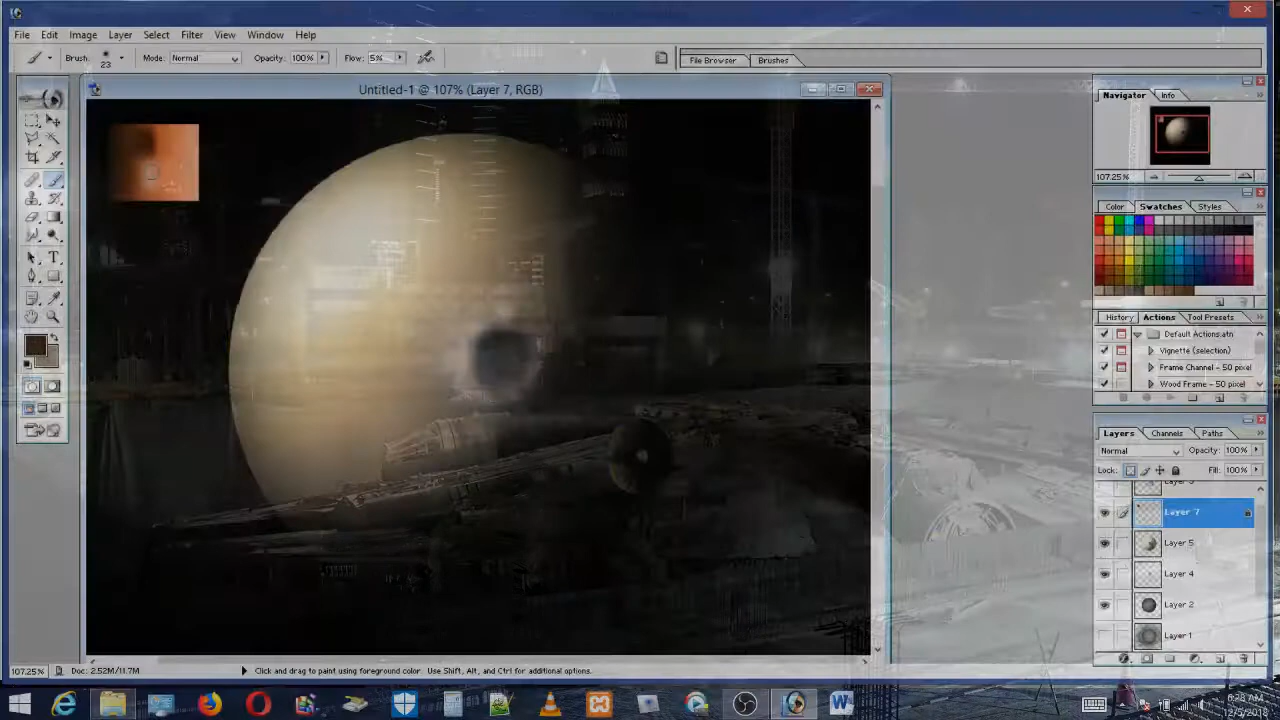 File Edit Image Layer Select Filter View Window Help
Brush: 23 Mode: Normal Opacity: 100% Flow: 5% File Browser Brushes
Untitled-1 @ 107% (Layer 7, RGB)
Navigator Info
107.25%
Color Swatches Styles
History Actions Tool Presets
Default Actions.atn
Vignette (selection)
Frame Channel - 50 pixel
Wood Frame - 50 pixel
Layers Channels Paths
Normal Opacity: 100%
Lock: Fill: 100%
Layer 7
Layer 5
Layer 4
Layer 2
Layer 1
107.25% Doc: 2.52M/11.7M Click and drag to paint using foreground color. Use Shift, Alt, and Ctrl for additional options.